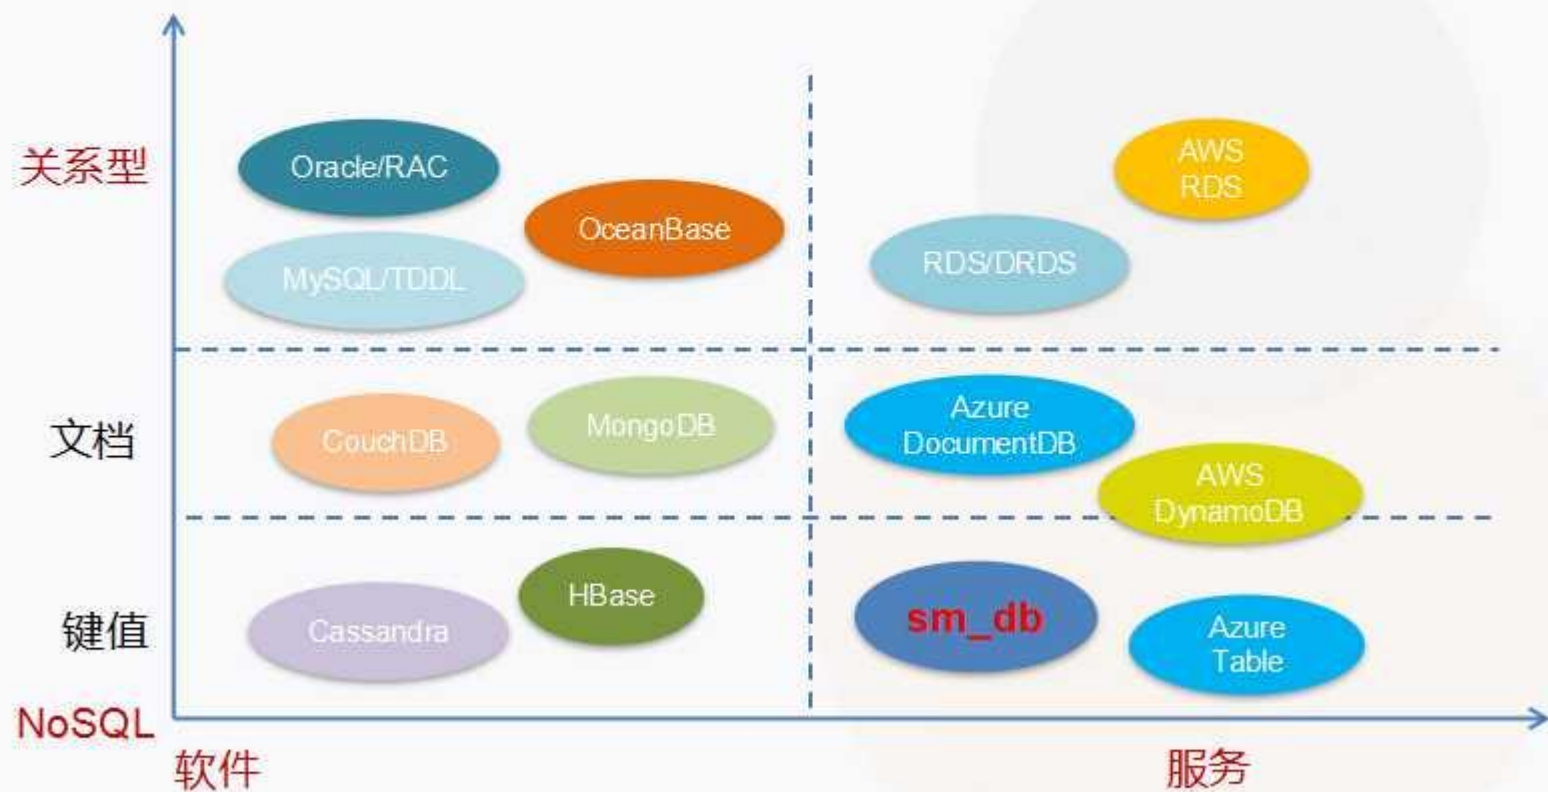 关系型
Oracle/RAC
OceanBase
MySQL/TDDL
AWS
RDS
RDS/DRDS
文档
CouchDB
MongoDB
Azure
DocumentDB
AWS
DynamoDB
键值
Cassandra
HBase
sm_db
Azure
Table
NoSQL
软件
服务